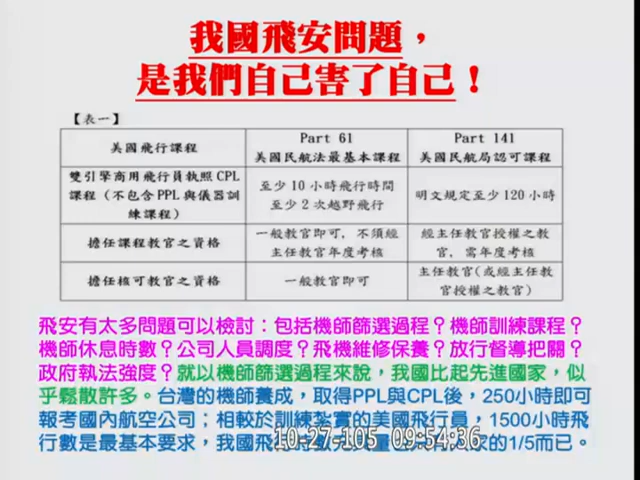 我國飛安問題，
是我們自己害了自己！
【表一】
美國飛行課程
Part 61
美國民航法最基本課程
Part 141
美國民航局認可課程
雙引擎商用飛行員執照 CPL
課程（不包含 PPL 與儀器訓
練課程）
至少 10 小時飛行時間
至少 2 次越野飛行
明文規定至少 120 小時
擔任課程教官之資格
一般教官即可，不須經
主任教官年度考核
經主任教官授權之教
官，需年度考核
擔任核可教官之資格
一般教官即可
主任教官(或經主任教
官授權之教官)
飛安有太多問題可以檢討：包括機師篩選過程？機師訓練課程？
機師休息時數？公司人員調度？飛機維修保養？放行督導把關？
政府執法強度？就以機師篩選過程來說，我國比起先進國家，似
乎鬆散許多。台灣的機師養成，取得PPL與CPL後，250小時即可
報考國內航空公司；相較於訓練紮實的美國飛行員，1500小時飛
行數是最基本要求，我國飛 的1/5而已。
10-27-105 09:54:36